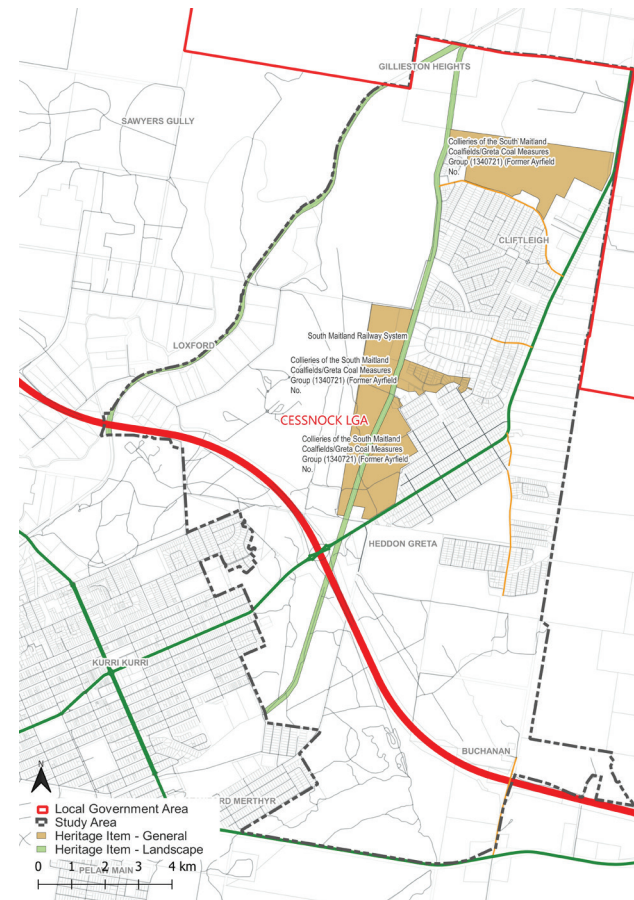 GILLIESTON HEIGHTS
SAWYERS GULLY
Collieries of the South Maitland
Coalfields/Greta Coal Measures
Group (1340721) (Former Ayrfield
No.
CLIFTLEIGH
South Maitland Railway System
LOXFORD
Collieries of the South Maitland
Coalfields/Greta Coal Measures
Group (1340721) (Former Ayrfield
No.
CESSNOCK LGA
Collieries of the South Maitland
Coalfields/Greta Coal Measures
Group (1340721) (Former Ayrfield
No.
HEDDON GRETA
KURRI KURRI
BUCHANAN
N
RD MERTHYR
Local Government Area
Study Area
Heritage Item - General
Heritage Item - Landscape
0 1 2 3 4 km
PELAW MAIN